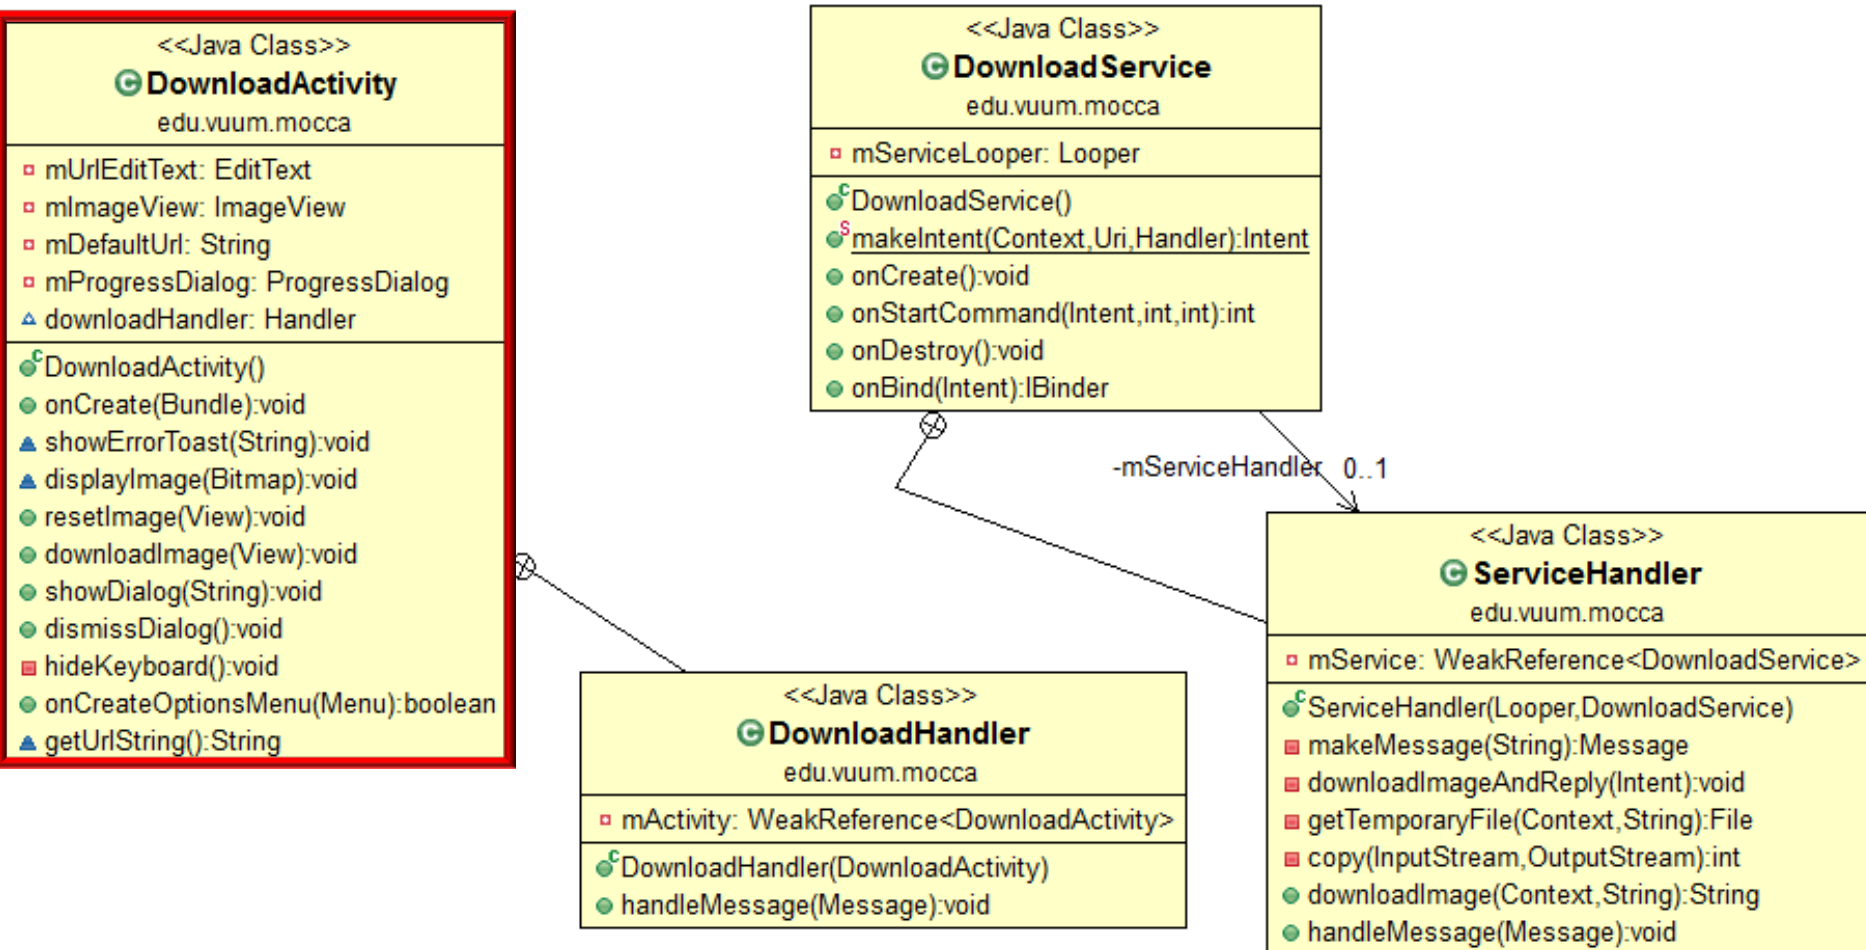 <<Java Class>>
DownloadActivity
edu.vuum.mocca
mUrlEditText: EditText
mImageView: ImageView
mDefaultUrl: String
mProgressDialog: ProgressDialog
downloadHandler: Handler
DownloadActivity()
onCreate(Bundle):void
showErrorToast(String):void
displayImage(Bitmap):void
resetImage(View):void
downloadImage(View):void
showDialog(String):void
dismissDialog():void
hideKeyboard():void
onCreateOptionsMenu(Menu):boolean
getUrlString():String
<<Java Class>>
DownloadService
edu.vuum.mocca
mServiceLooper: Looper
DownloadService()
makeIntent(Context,Uri,Handler):Intent
onCreate():void
onStartCommand(Intent,int,int):int
onDestroy():void
onBind(Intent):IBinder
-mServiceHandler 0..1
<<Java Class>>
DownloadHandler
edu.vuum.mocca
mActivity: WeakReference<DownloadActivity>
DownloadHandler(DownloadActivity)
handleMessage(Message):void
<<Java Class>>
ServiceHandler
edu.vuum.mocca
mService: WeakReference<DownloadService>
ServiceHandler(Looper,DownloadService)
makeMessage(String):Message
downloadImageAndReply(Intent):void
getTemporaryFile(Context,String):File
copy(InputStream,OutputStream):int
downloadImage(Context,String):String
handleMessage(Message):void